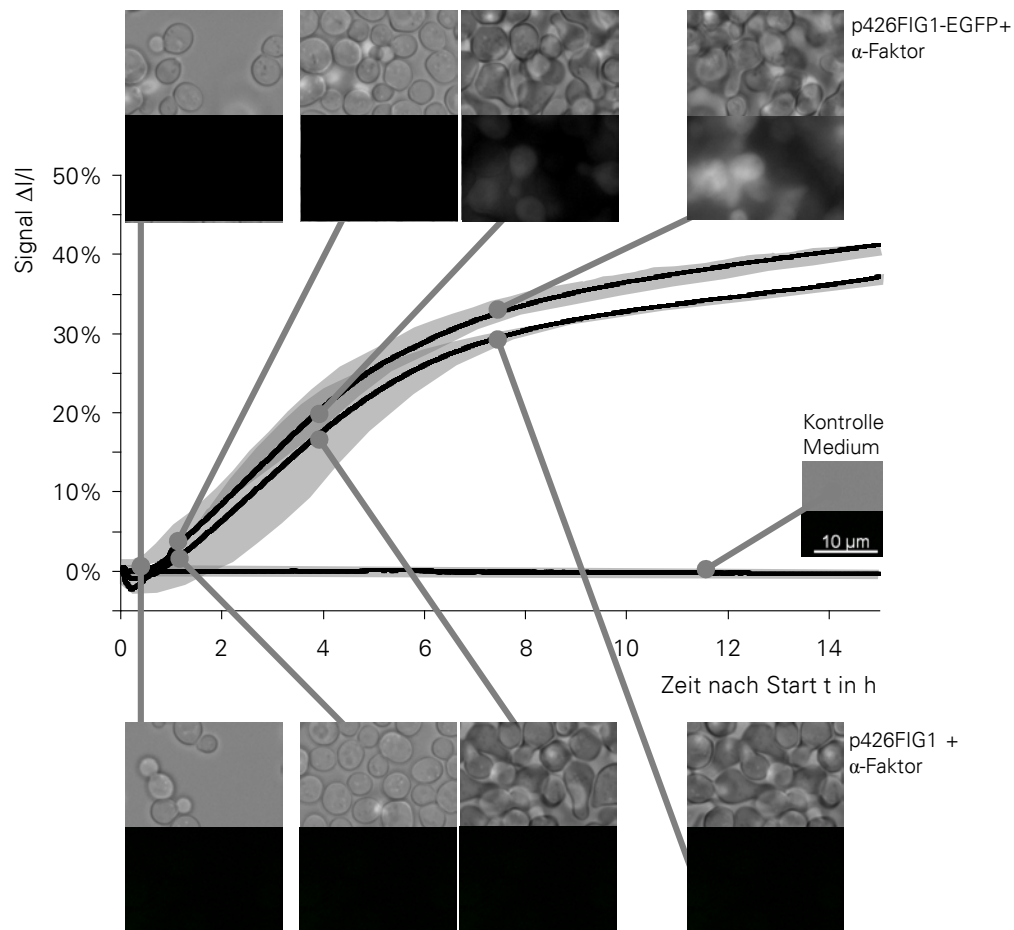 p426FIG1-EGFP+
α-Faktor
Signal ΔI/I
50%
40%
30%
20%
10%
0%
Kontrolle
Medium
10 µm
0 2 4 6 8 10 12 14
Zeit nach Start t in h
p426FIG1 +
α-Faktor